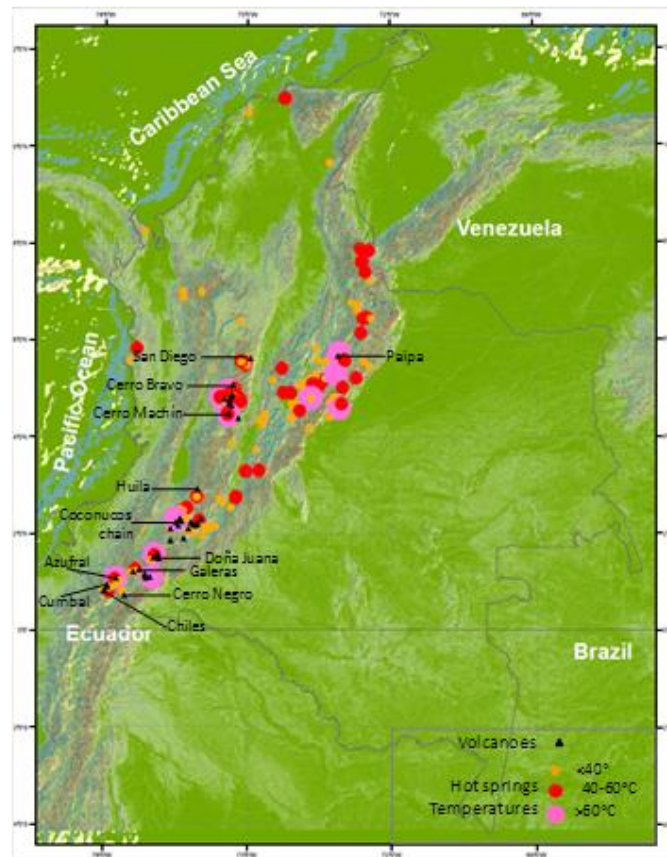 Caribbean Sea
Venezuela
Pacific Ocean
San Diego
Paipa
Cerro Bravo
Cerro Machín
Huila
Coconucos
chain
Doña Juana
Azufral
Galeras
Cumbal
Cerro Negro
Chiles
Ecuador
Brazil
Volcanoes
<40°
Hot springs
40-60°C
Temperatures
>60°C